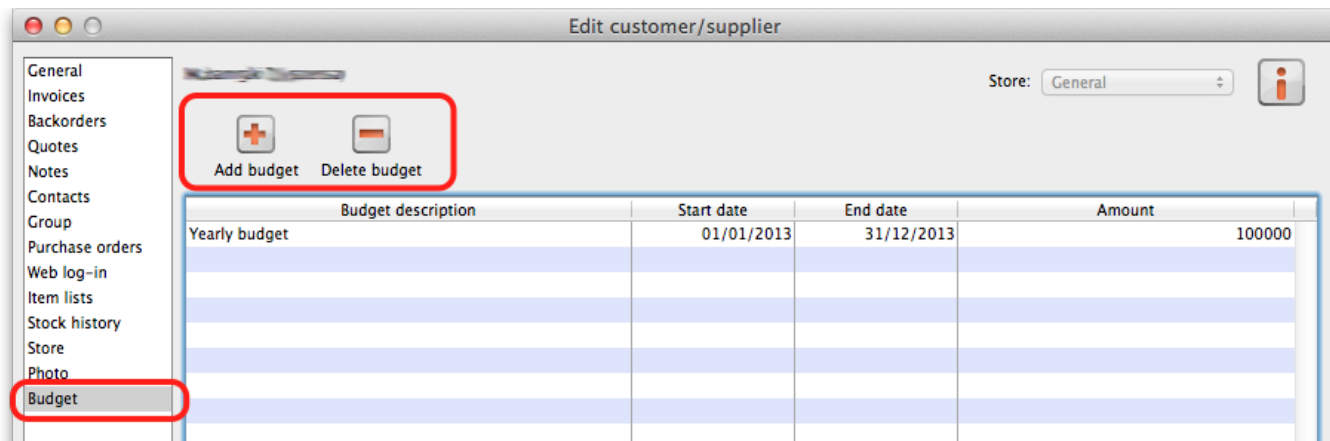 Edit customer/supplier
General
Invoices
Backorders
Quotes
Notes
Contacts
Group
Purchase orders
Web log-in
Item lists
Stock history
Store
Photo
Budget
Store: General
Add budget Delete budget
Budget description Start date End date Amount
Yearly budget 01/01/2013 31/12/2013 100000